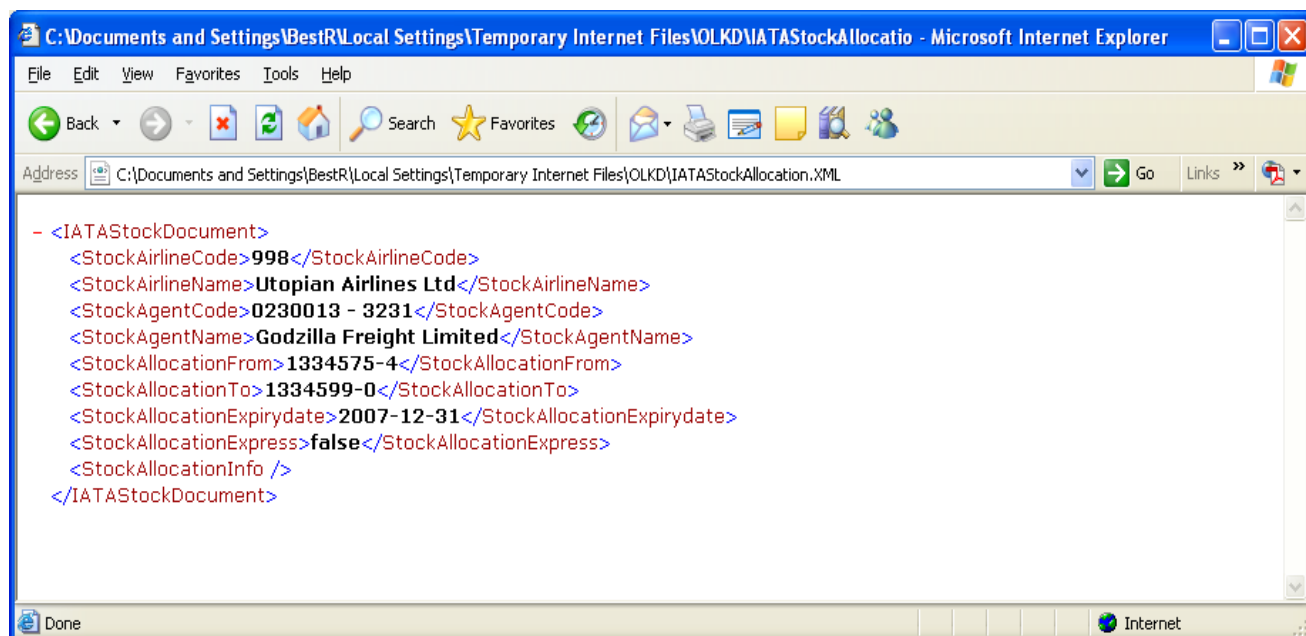 C:\Documents and Settings\BestR\Local Settings\Temporary Internet Files\OLKD\IATAStockAllocatio - Microsoft Internet Explorer
File Edit View Favorites Tools Help
Back Search Favorites
Address C:\Documents and Settings\BestR\Local Settings\Temporary Internet Files\OLKD\IATAStockAllocation.XML Go Links »
- <IATAStockDocument>
<StockAirlineCode>998</StockAirlineCode>
<StockAirlineName>Utopian Airlines Ltd</StockAirlineName>
<StockAgentCode>0230013 - 3231</StockAgentCode>
<StockAgentName>Godzilla Freight Limited</StockAgentName>
<StockAllocationFrom>1334575-4</StockAllocationFrom>
<StockAllocationTo>1334599-0</StockAllocationTo>
<StockAllocationExpirydate>2007-12-31</StockAllocationExpirydate>
<StockAllocationExpress>false</StockAllocationExpress>
<StockAllocationInfo />
</IATAStockDocument>
Done Internet